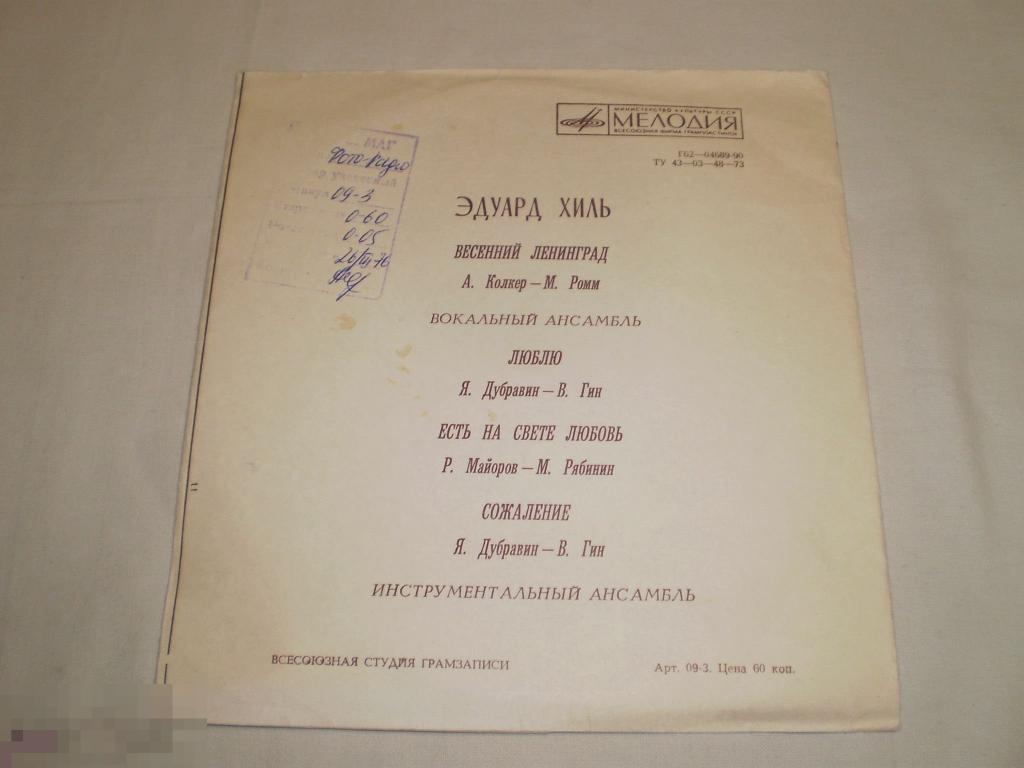 МИНИСТЕРСТВО КУЛЬТУРЫ СССР
МЕЛОДИЯ
ВСЕСОЮЗНАЯ ФИРМА ГРАМПЛАСТИНОК
Г62—04689-90
ТУ 43—03—48—73
МАГ
Фото-Радио
09-3
0-60
0-05
ЭДУАРД ХИЛЬ
ВЕСЕННИЙ ЛЕНИНГРАД
А. Колкер — М. Ромм
ВОКАЛЬНЫЙ АНСАМБЛЬ
ЛЮБЛЮ
Я. Дубравин — В. Гин
ЕСТЬ НА СВЕТЕ ЛЮБОВЬ
Р. Майоров — М. Рябинин
СОЖАЛЕНИЕ
Я. Дубравин — В. Гин
ИНСТРУМЕНТАЛЬНЫЙ АНСАМБЛЬ
ВСЕСОЮЗНАЯ СТУДИЯ ГРАМЗАПИСИ
Арт. 09-3. Цена 60 коп.